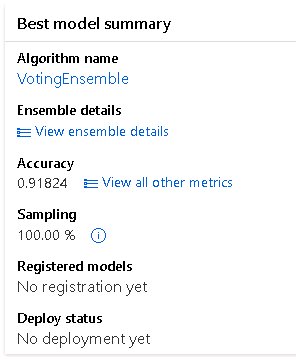 Best model summary
Algorithm name
VotingEnsemble
Ensemble details
View ensemble details
Accuracy
0.91824 View all other metrics
Sampling
100.00 %
Registered models
No registration yet
Deploy status
No deployment yet